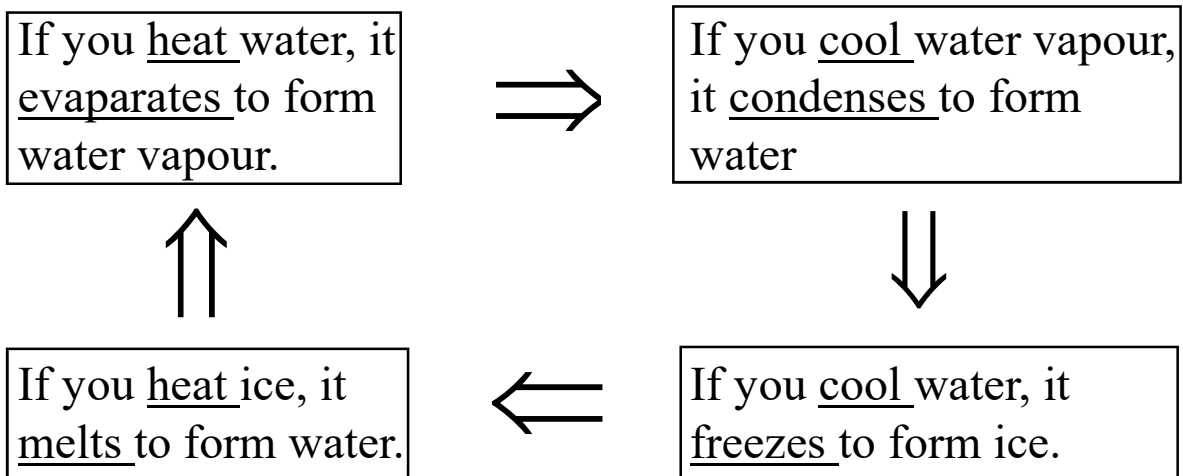 If you heat water, it
evaparates to form
water vapour.
If you cool water vapour,
it condenses to form
water
If you heat ice, it
melts to form water.
If you cool water, it
freezes to form ice.